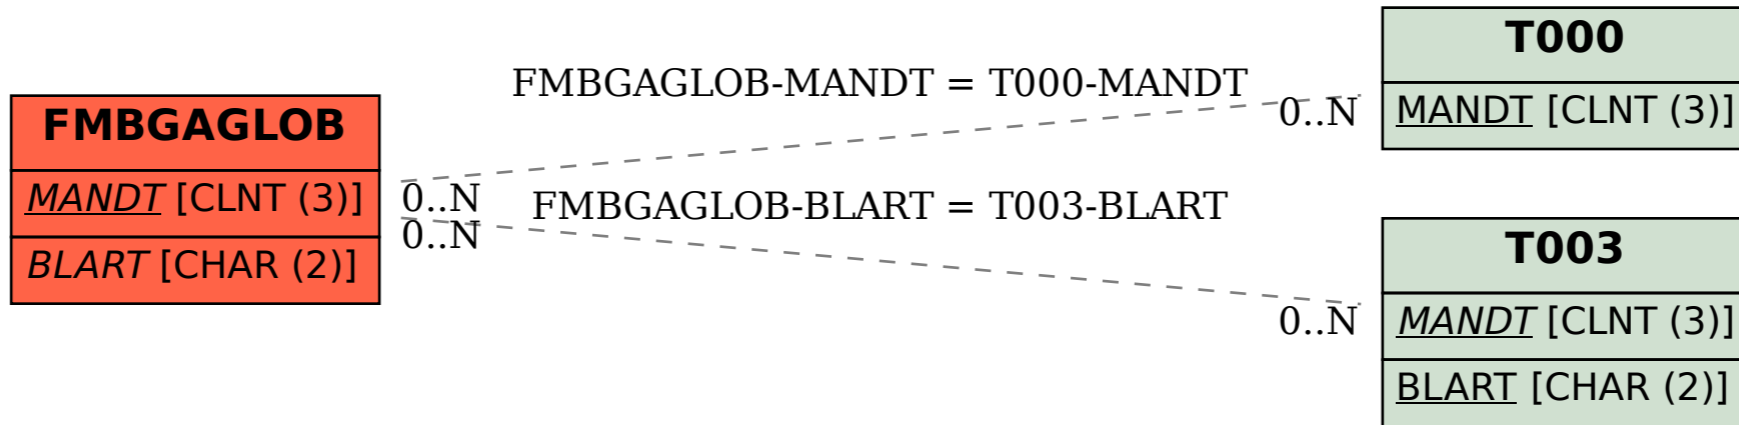 FMBGAGLOB
MANDT [CLNT (3)]
BLART [CHAR (2)]
FMBGAGLOB-MANDT = T000-MANDT
0..N
0..N
FMBGAGLOB-BLART = T003-BLART
0..N
0..N
T000
MANDT [CLNT (3)]
T003
MANDT [CLNT (3)]
BLART [CHAR (2)]